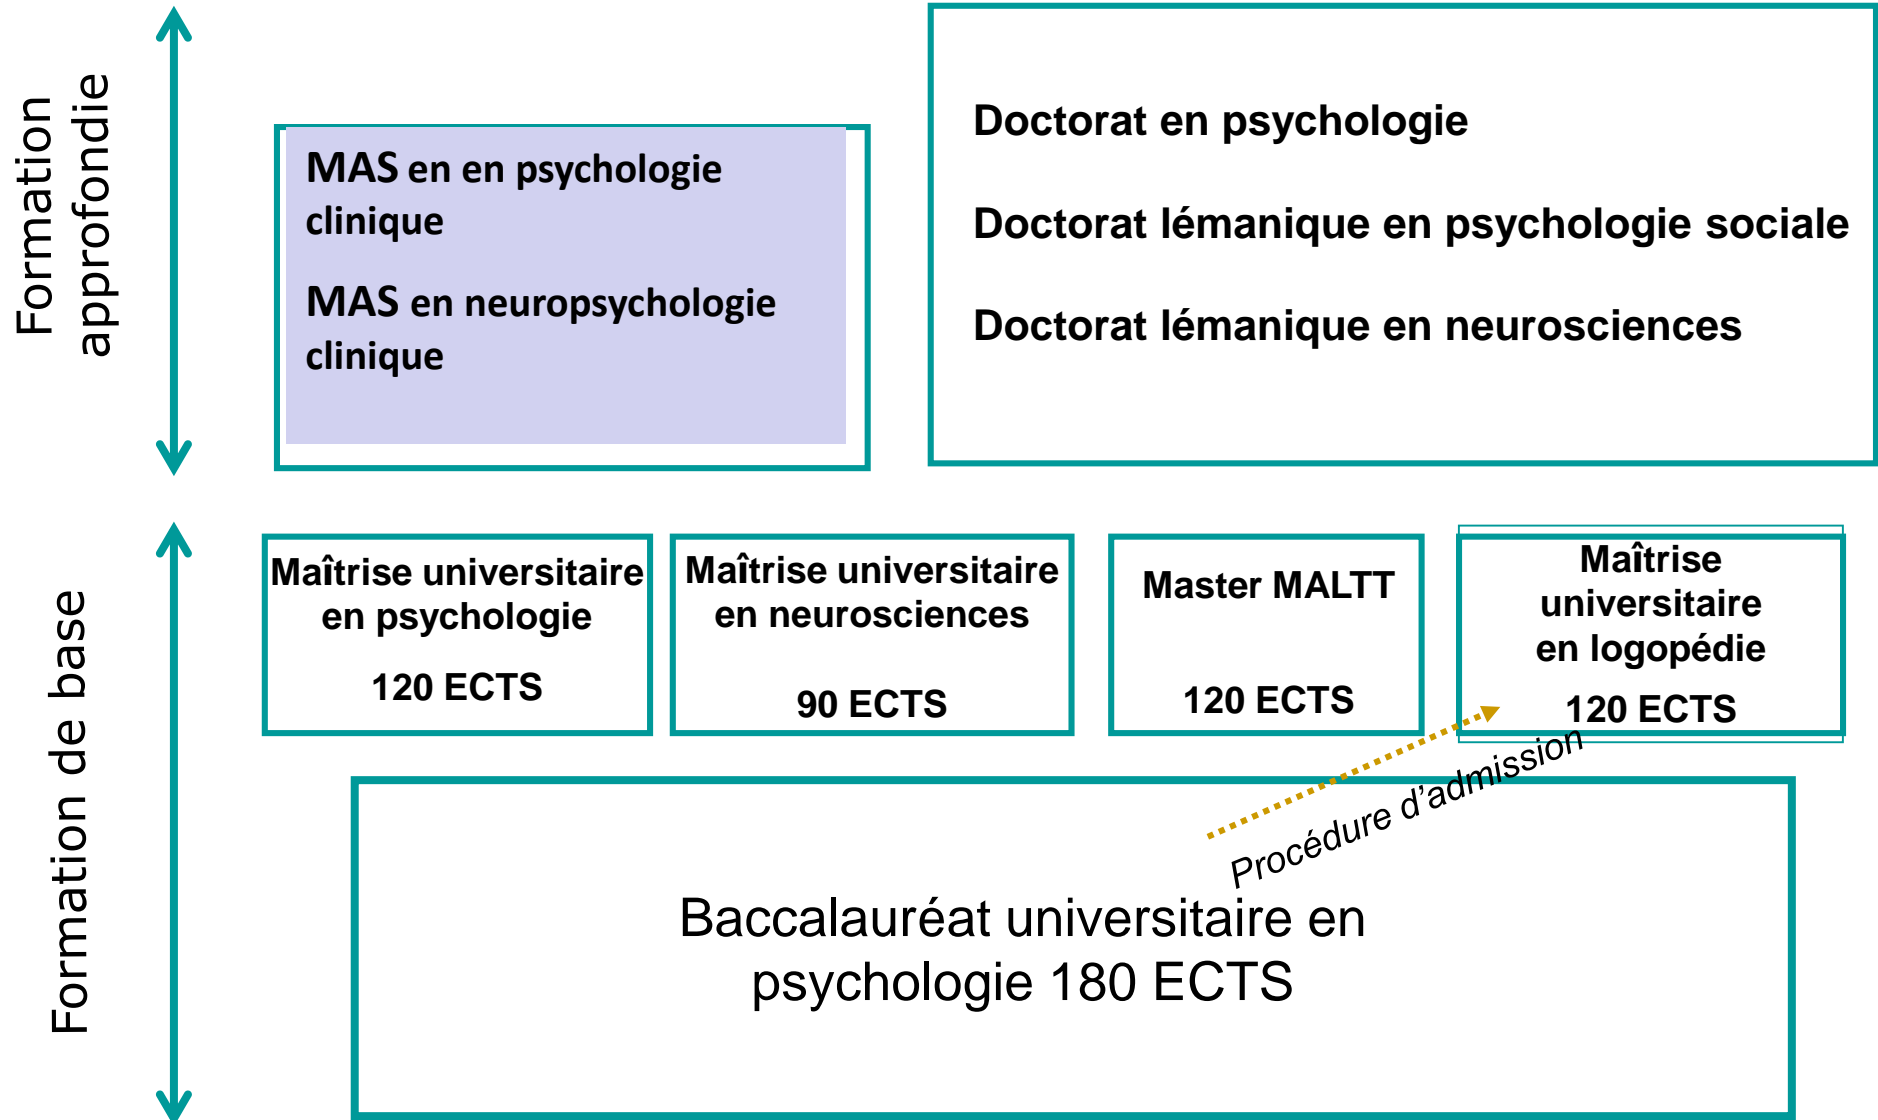 Formation
approfondie
MAS en en psychologie
clinique
MAS en neuropsychologie
clinique
Doctorat en psychologie
Doctorat lémanique en psychologie sociale
Doctorat lémanique en neurosciences
Formation de base
Maîtrise universitaire
en psychologie
120 ECTS
Maîtrise universitaire
en neurosciences
90 ECTS
Master MALTT
120 ECTS
Maîtrise
universitaire
en logopédie
120 ECTS
Procédure d’admission
Baccalauréat universitaire en
psychologie 180 ECTS